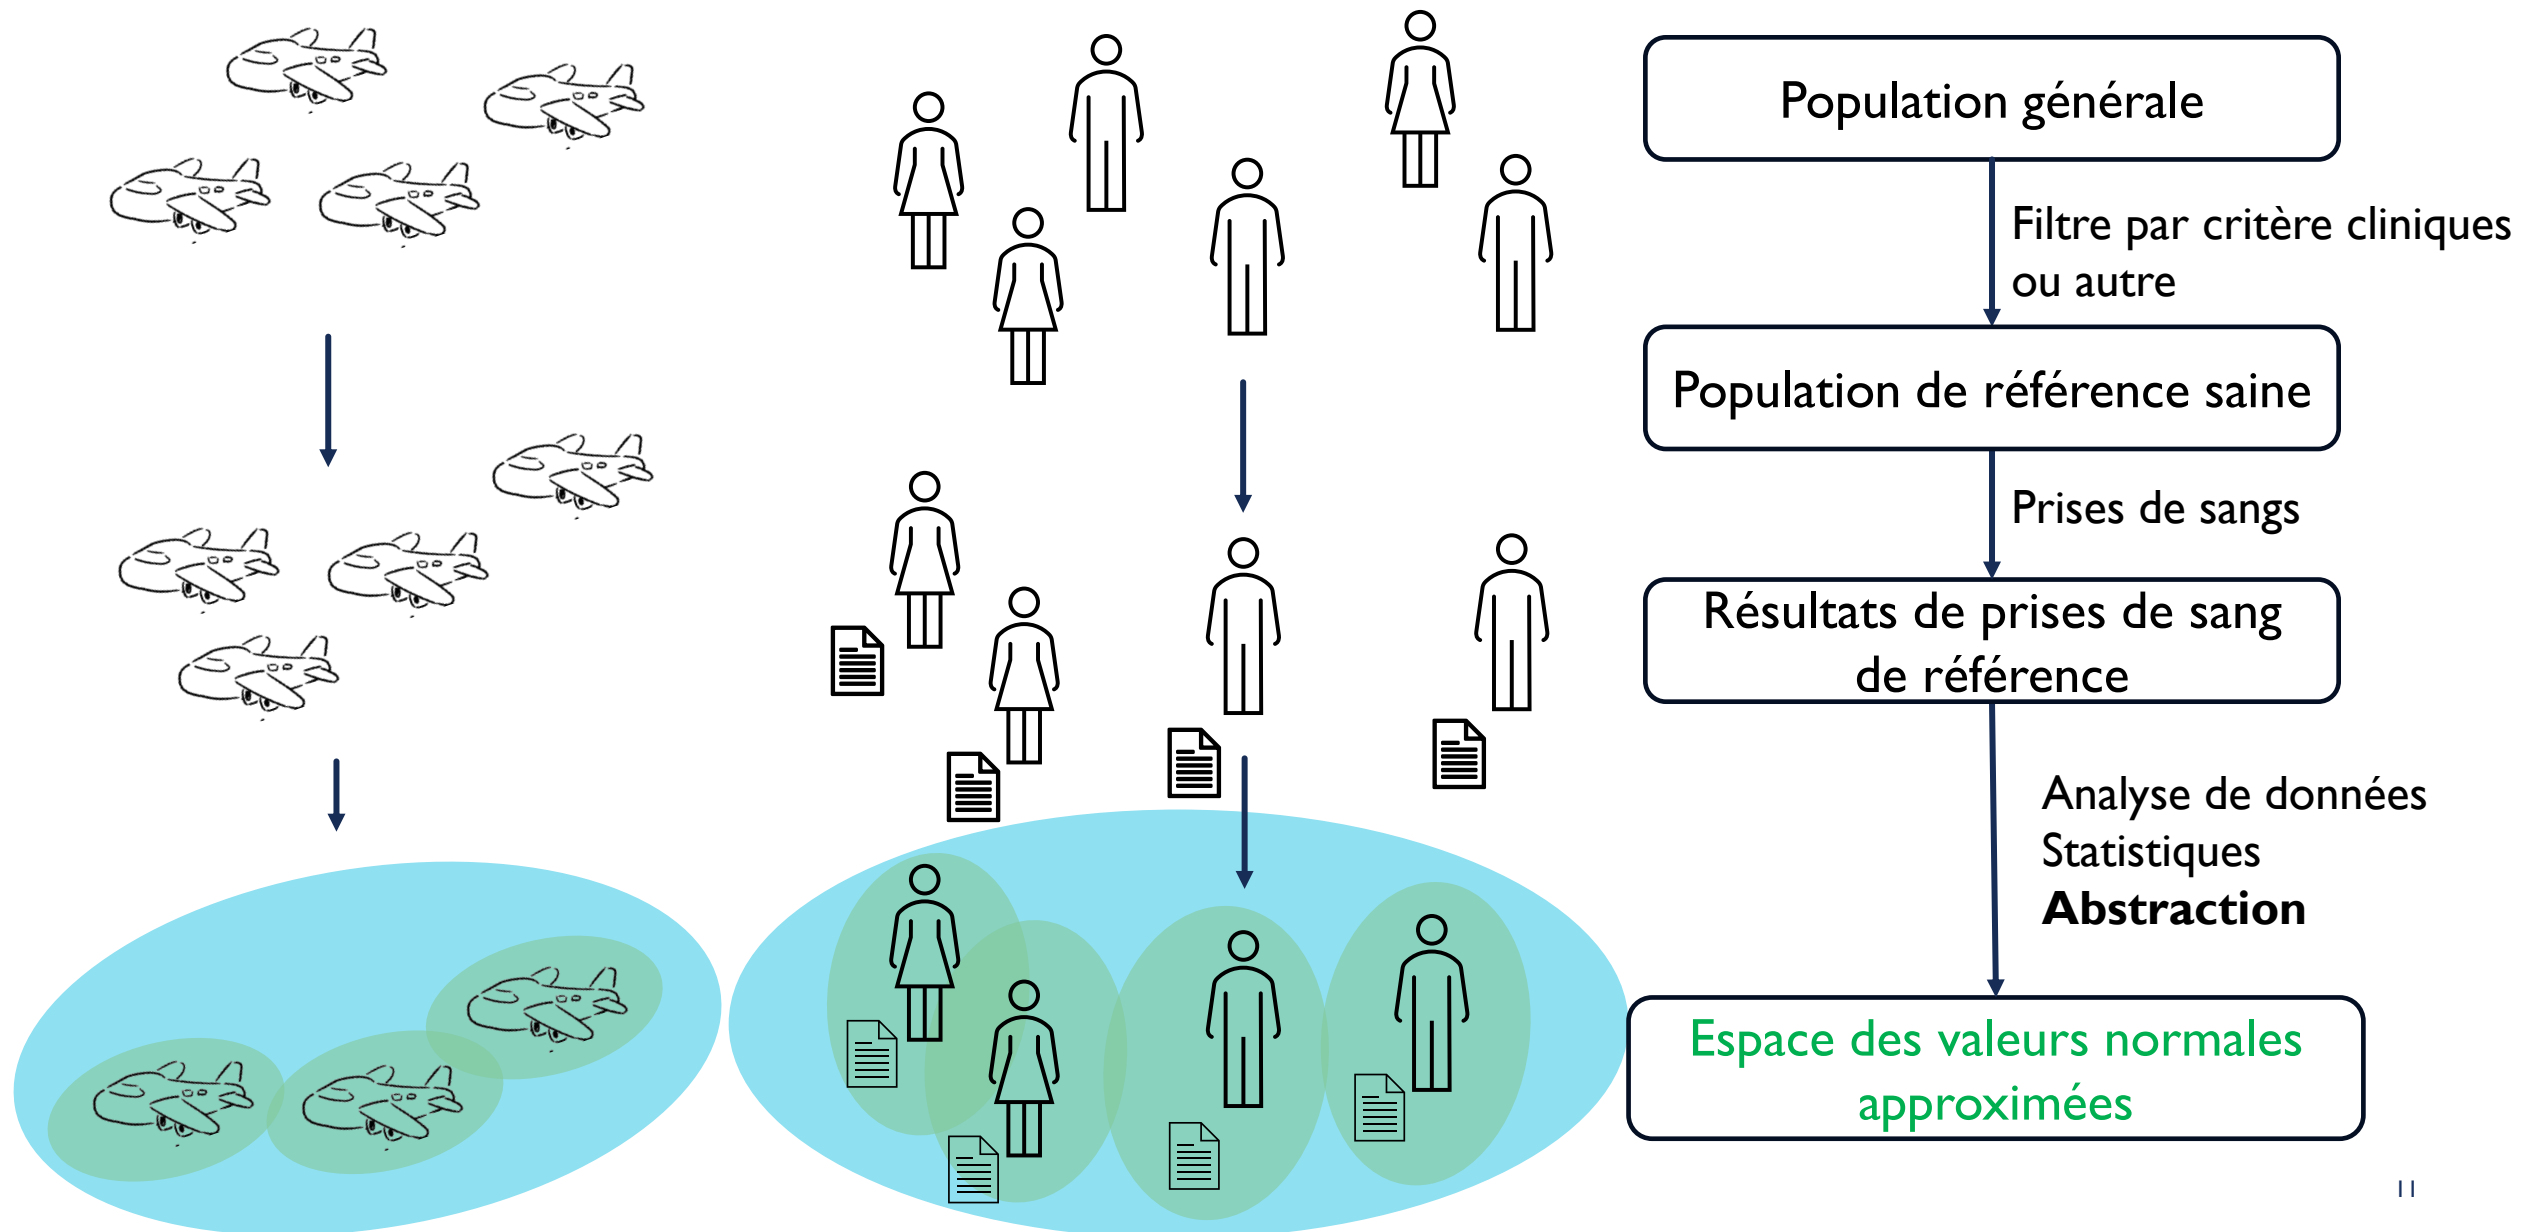 Population générale
Filtre par critère cliniques
ou autre
Population de référence saine
Prises de sangs
Résultats de prises de sang
de référence
Analyse de données
Statistiques
Abstraction
Espace des valeurs normales
approximées
11